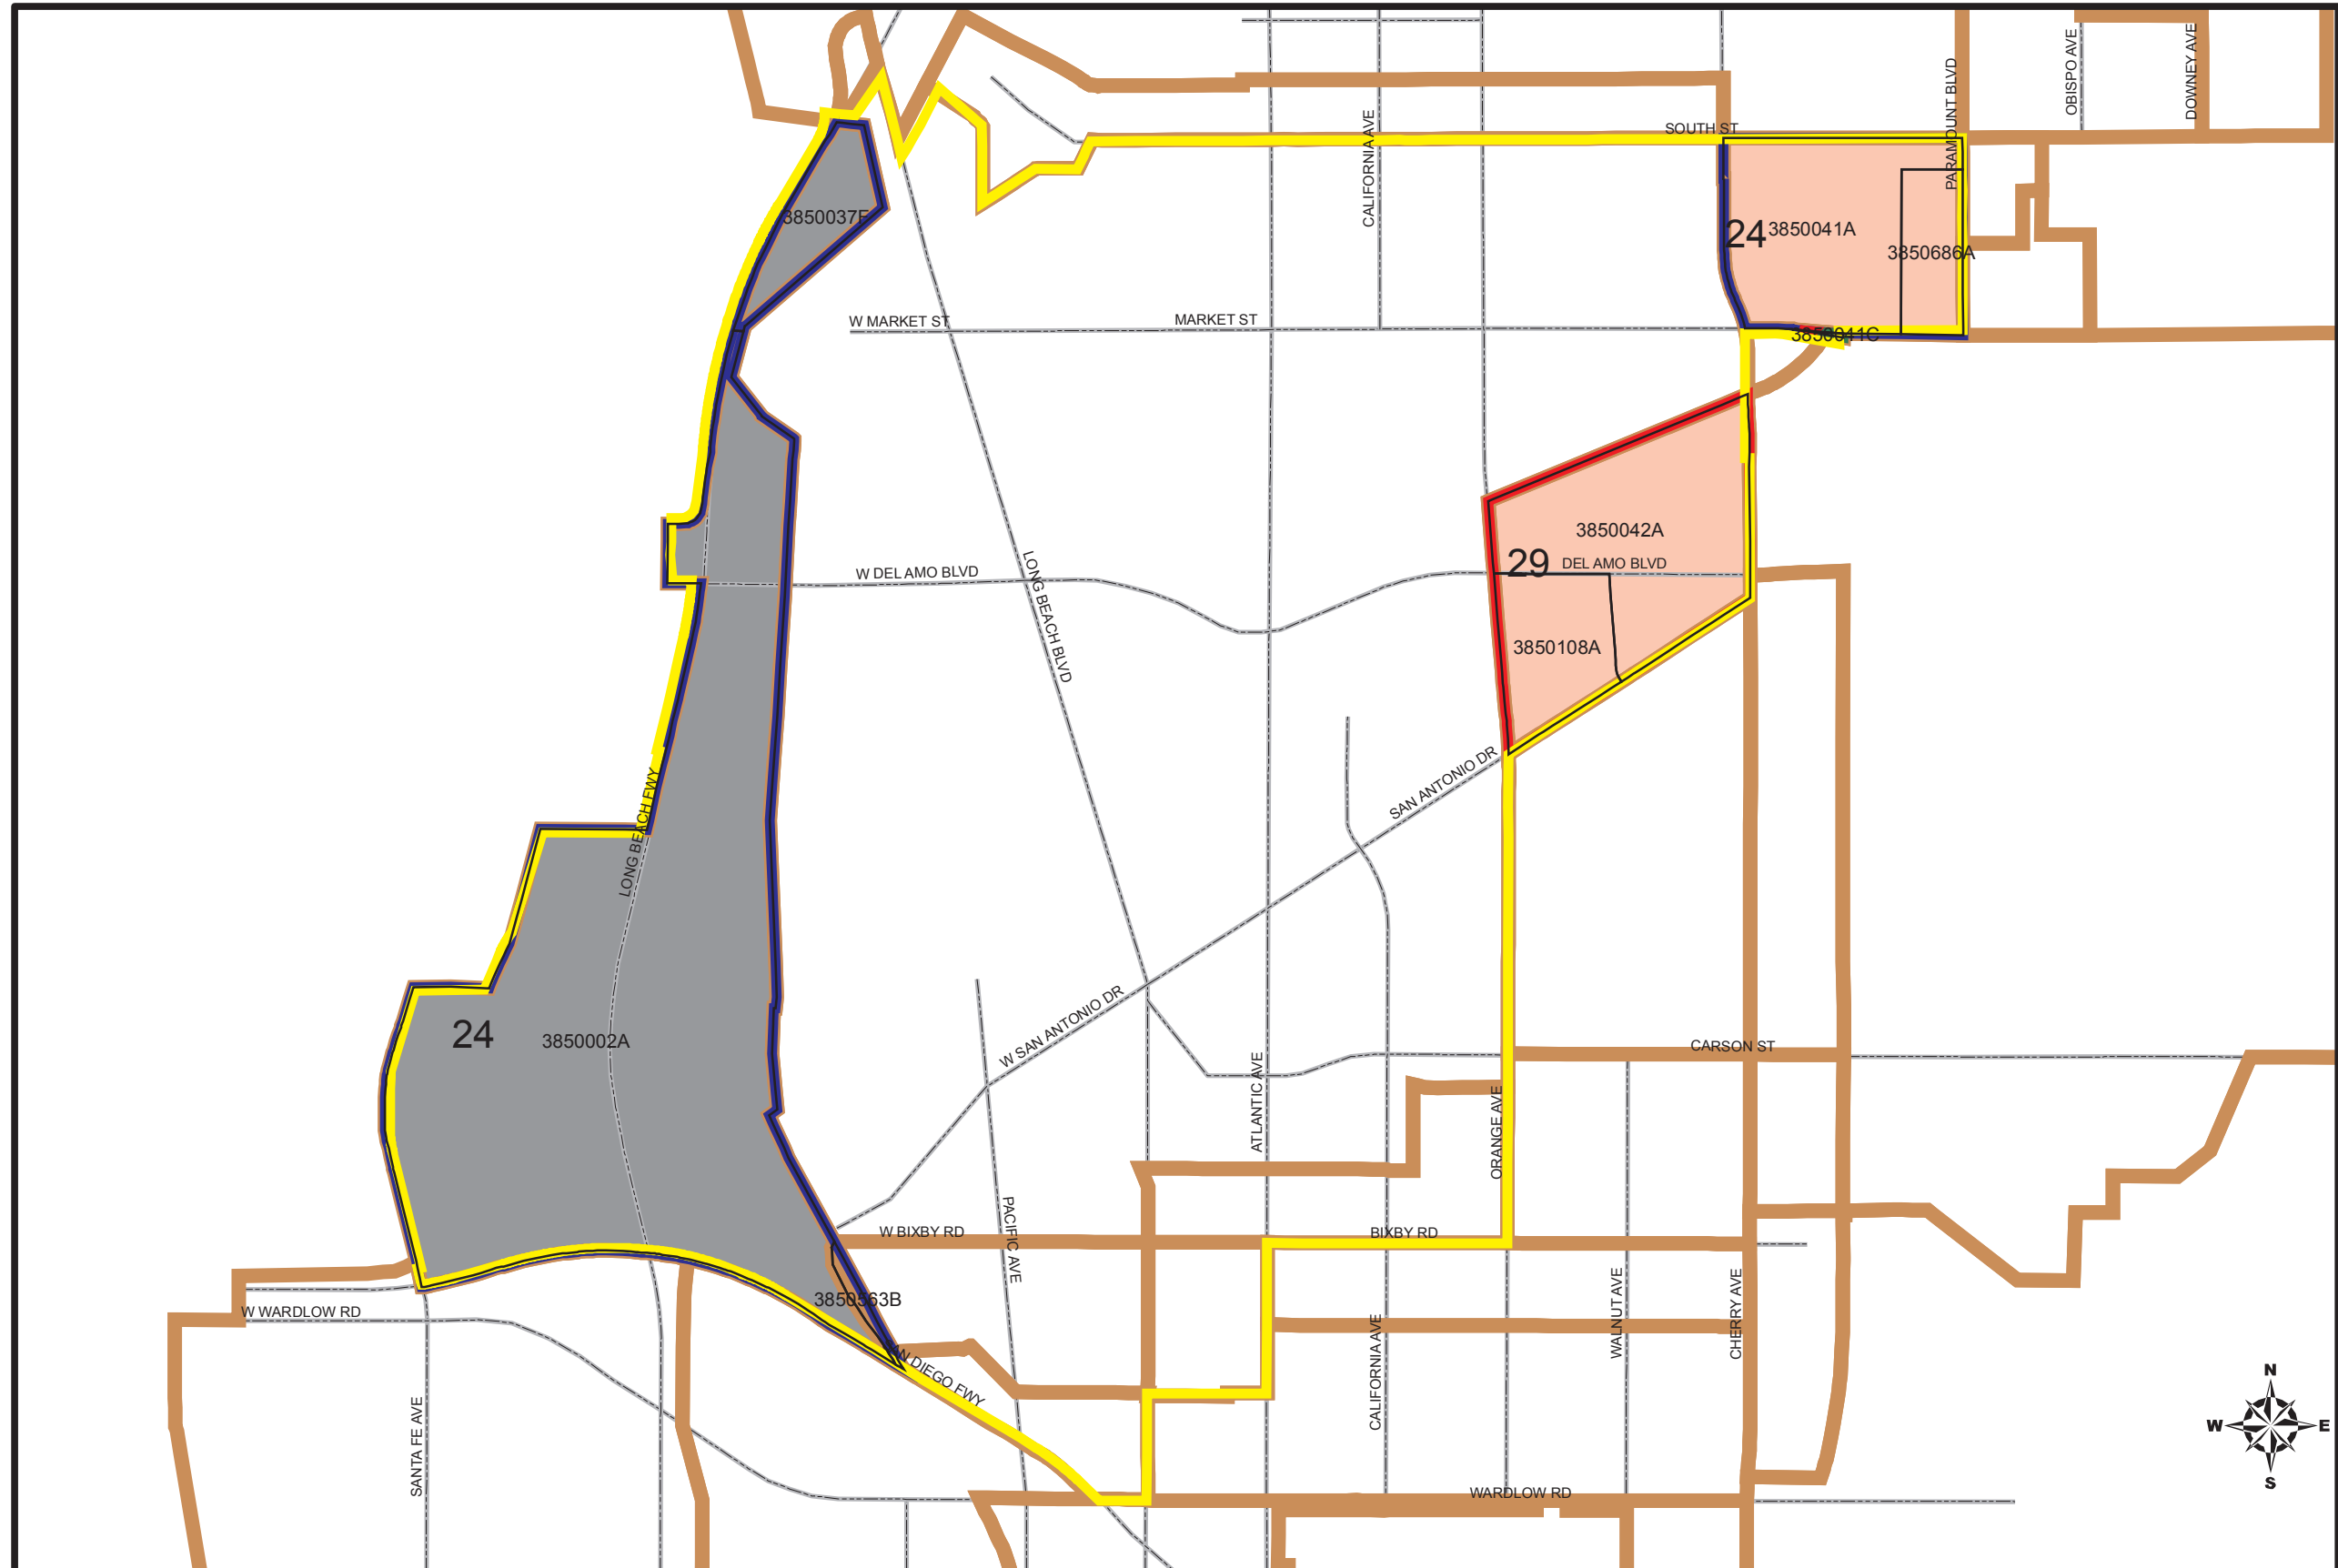 OBISPO AVE
DOWNEY AVE
PARAMOUNT BLVD
SOUTH ST
CALIFORNIA AVE
3850037F
24
3850041A
3850686A
W MARKET ST
MARKET ST
3850041C
3850042A
29
DEL AMO BLVD
W DEL AMO BLVD
LONG BEACH BLVD
3850108A
SAN ANTONIO DR
LONG BEACH FWY
24
3850002A
W SAN ANTONIO DR
CARSON ST
ATLANTIC AVE
ORANGE AVE
W BIXBY RD
BIXBY RD
PACIFIC AVE
3850563B
W WARDLOW RD
WALNUT AVE
CHERRY AVE
CALIFORNIA AVE
DIEGO FWY
SANTA FE AVE
N
W E
S
WARDLOW RD